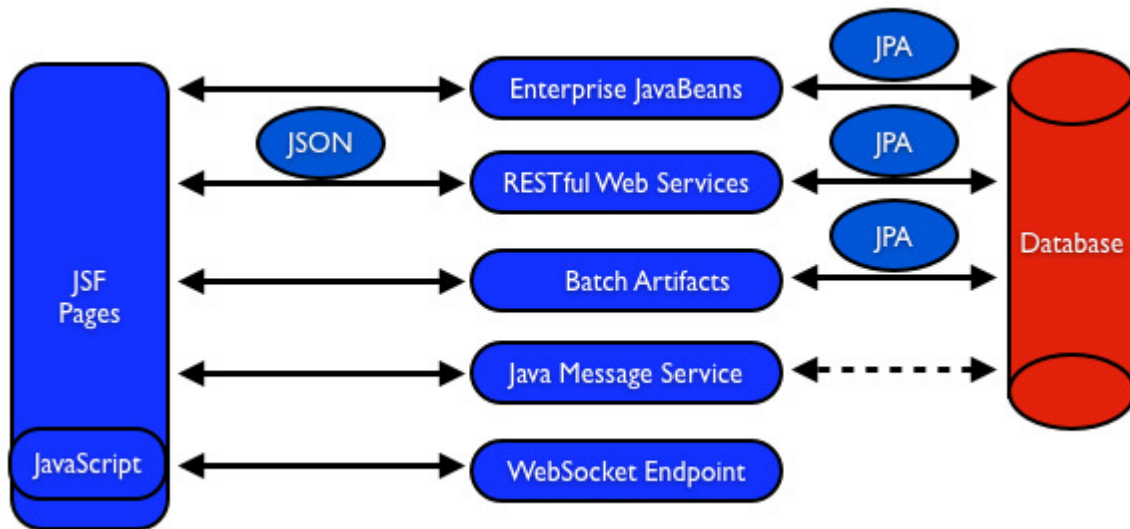 JPA
Enterprise JavaBeans
JSON
JPA
RESTful Web Services
JPA
Database
JSF
Pages
Batch Artifacts
Java Message Service
JavaScript
WebSocket Endpoint